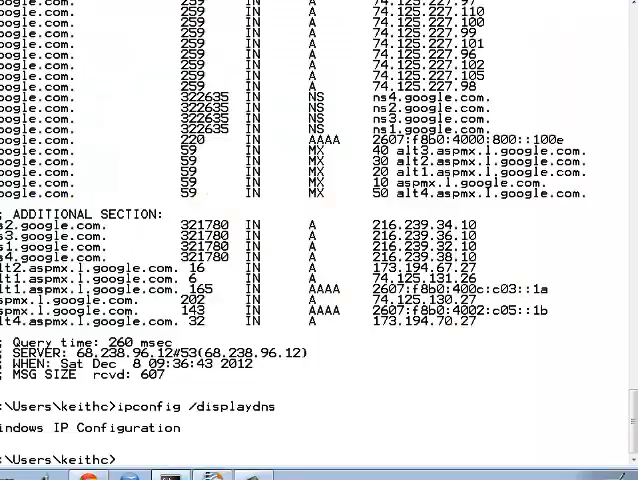 oogle.com. 259 IN A 74.125.227.97
oogle.com. 259 IN A 74.125.227.110
oogle.com. 259 IN A 74.125.227.100
oogle.com. 259 IN A 74.125.227.99
oogle.com. 259 IN A 74.125.227.101
oogle.com. 259 IN A 74.125.227.96
oogle.com. 259 IN A 74.125.227.102
oogle.com. 259 IN A 74.125.227.105
oogle.com. 259 IN A 74.125.227.98
oogle.com. 322635 IN NS ns4.google.com.
oogle.com. 322635 IN NS ns2.google.com.
oogle.com. 322635 IN NS ns3.google.com.
oogle.com. 322635 IN NS ns1.google.com.
oogle.com. 220 IN AAAA 2607:f8b0:4000:800::100e
oogle.com. 59 IN MX 40 alt3.aspmx.l.google.com.
oogle.com. 59 IN MX 30 alt2.aspmx.l.google.com.
oogle.com. 59 IN MX 20 alt1.aspmx.l.google.com.
oogle.com. 59 IN MX 10 aspmx.l.google.com.
oogle.com. 59 IN MX 50 alt4.aspmx.l.google.com.
; ADDITIONAL SECTION:
s2.google.com. 321780 IN A 216.239.34.10
s3.google.com. 321780 IN A 216.239.36.10
s1.google.com. 321780 IN A 216.239.32.10
s4.google.com. 321780 IN A 216.239.38.10
lt2.aspmx.l.google.com. 16 IN A 173.194.67.27
lt1.aspmx.l.google.com. 6 IN A 74.125.131.26
lt1.aspmx.l.google.com. 165 IN AAAA 2607:f8b0:400c:c03::1a
spmx.l.google.com. 202 IN A 74.125.130.27
spmx.l.google.com. 143 IN AAAA 2607:f8b0:4002:c05::1b
lt4.aspmx.l.google.com. 32 IN A 173.194.70.27
; Query time: 260 msec
; SERVER: 68.238.96.12#53(68.238.96.12)
; WHEN: Sat Dec 8 09:36:43 2012
; MSG SIZE rcvd: 607
:\Users\keithc>ipconfig /displaydns
indows IP Configuration
:\Users\keithc>